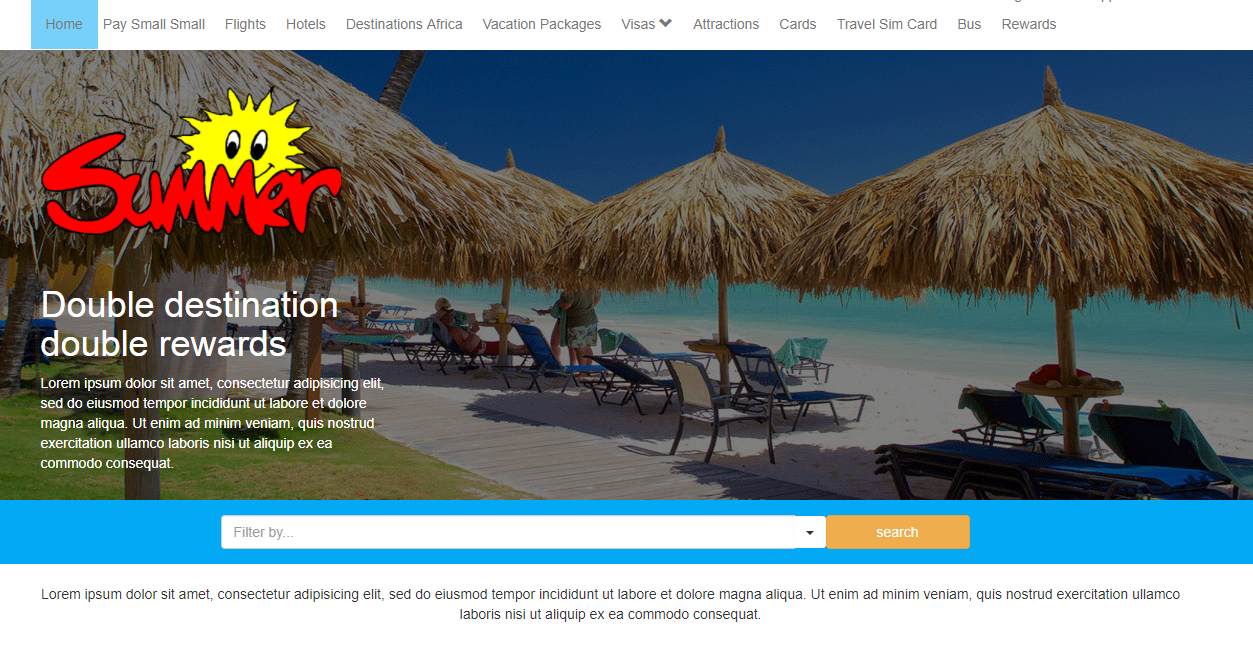 Home Pay Small Small Flights Hotels Destinations Africa Vacation Packages Visas Attractions Cards Travel Sim Card Bus Rewards
Summer
Double destination
double rewards
Lorem ipsum dolor sit amet, consectetur adipisicing elit,
sed do eiusmod tempor incididunt ut labore et dolore
magna aliqua. Ut enim ad minim veniam, quis nostrud
exercitation ullamco laboris nisi ut aliquip ex ea
commodo consequat.
Filter by... search
Lorem ipsum dolor sit amet, consectetur adipisicing elit, sed do eiusmod tempor incididunt ut labore et dolore magna aliqua. Ut enim ad minim veniam, quis nostrud exercitation ullamco
laboris nisi ut aliquip ex ea commodo consequat.